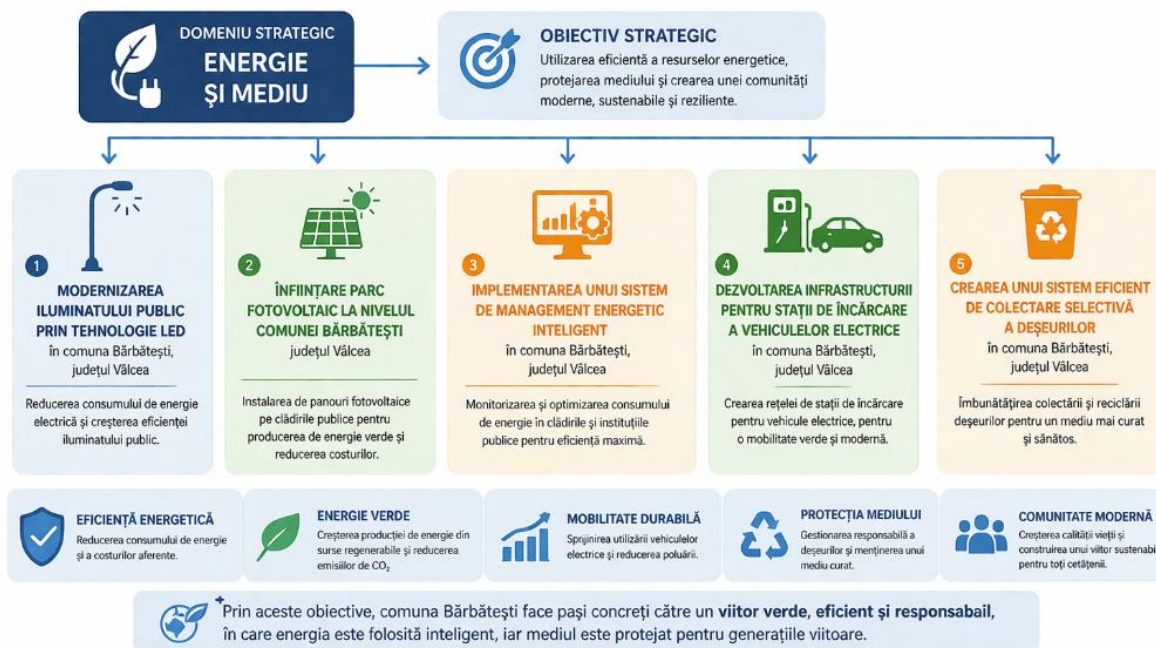 DOMENIU STRATEGIC
ENERGIE
ŞI MEDIU
OBIECTIV STRATEGIC
Utilizarea eficientă a resurselor energetice,
protejarea mediului și crearea unei comunități
moderne, sustenabile și reziliente.
1
MODERNIZAREA
ILUMINATULUI PUBLIC
PRIN TEHNOLOGIE LED
în comuna Bărbătești,
județul Vâlcea
Reducerea consumului de energie
electrică și creșterea eficienței
iluminatului public.
2
ÎNFIINȚARE PARC
FOTOVOLTAIC LA NIVELUL
COMUNEI BĂRBĂTEȘTI
județul Vâlcea
Instalarea de panouri fotovoltaice
pe clădirile publice pentru
producerea de energie verde și
reducerea costurilor.
3
IMPLEMENTAREA UNUI SISTEM
DE MANAGEMENT ENERGETIC
INTELIGENT
în comuna Bărbătești,
județul Vâlcea
Monitorizarea și optimizarea consumului
de energie în clădirile și instituțiile
publice pentru eficiență maximă.
4
DEZVOLTAREA INFRASTRUCTURII
PENTRU STAȚII DE ÎNCĂRCARE
A VEHICULELOR ELECTRICE
în comuna Bărbătești,
județul Vâlcea
Crearea rețelei de stații de încărcare
pentru vehicule electrice, pentru
o mobilitate verde și modernă.
5
CREAREA UNUI SISTEM EFICIENT
DE COLECTARE SELECTIVĂ
A DEȘEURILOR
în comuna Bărbătești,
județul Vâlcea
Îmbunătățirea colectării și reciclării
deșeurilor pentru un mediu mai curat
și sănătos.
EFICIENȚĂ ENERGETICĂ
Reducerea consumului de energie
și a costurilor aferente.
ENERGIE VERDE
Creșterea producției de energie din
surse regenerabile și reducerea
emisiilor de CO₂
MOBILITATE DURABILĂ
Sprijinirea utilizării vehiculelor
electrice și reducerea poluării.
PROTECȚIA MEDIULUI
Gestionarea responsabilă a
deșeurilor și menținerea unui
mediu curat.
COMUNITATE MODERNĂ
Creșterea calității vieții și
construirea unui viitor sustenabil
pentru toți cetățenii.
Prin aceste obiective, comuna Bărbătești face pași concreți către un viitor verde, eficient și responsabail,
în care energia este folosită inteligent, iar mediul este protejat pentru generațiile viitoare.